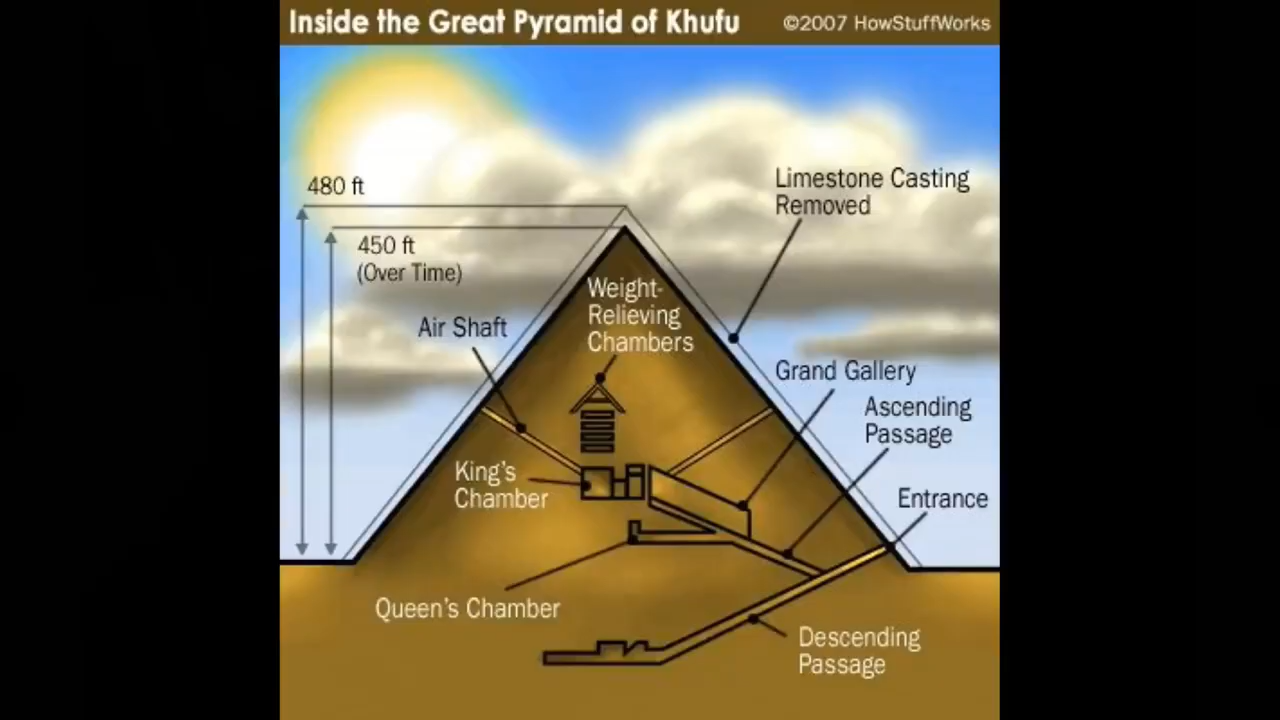 Inside the Great Pyramid of Khufu
©2007 HowStuffWorks
480 ft
450 ft
(Over Time)
Limestone Casting
Removed
Weight-
Relieving
Chambers
Air Shaft
Grand Gallery
Ascending
Passage
King's
Chamber
Entrance
Queen's Chamber
Descending
Passage